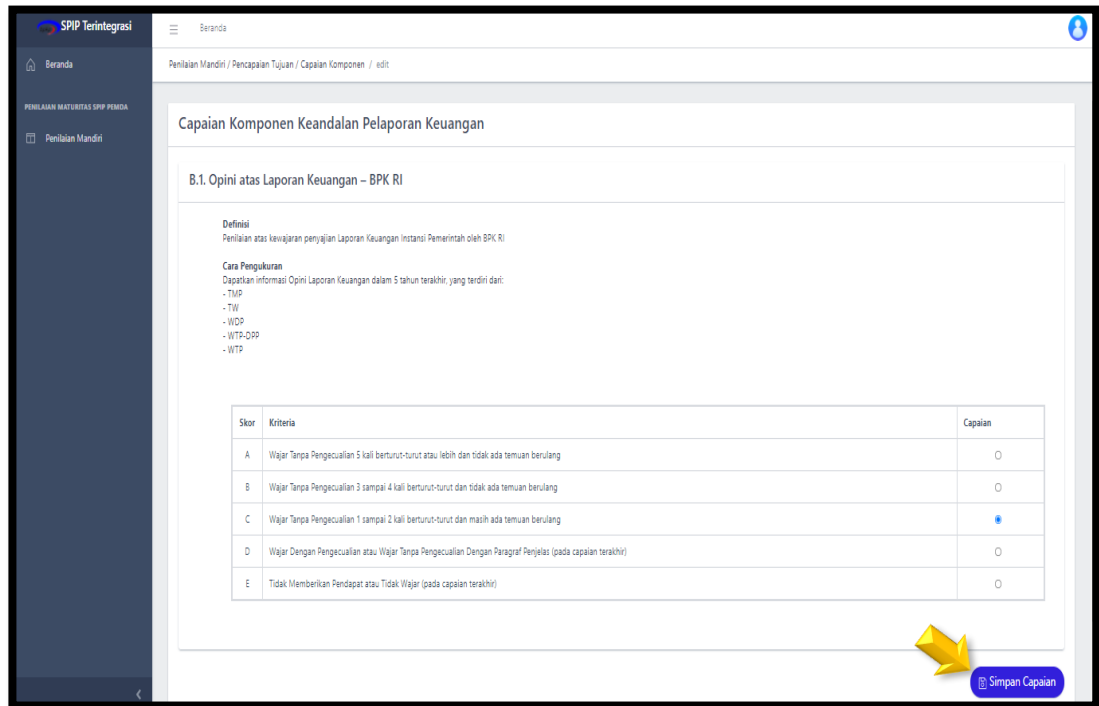 SPIP Terintegrasi
Beranda
Beranda
Penilaian Mandiri / Pencapaian Tujuan / Capaian Komponen / edit
PENILAIAN MATURITAS SPIP PEMDA
Penilaian Mandiri
Capaian Komponen Keandalan Pelaporan Keuangan
B.1. Opini atas Laporan Keuangan – BPK RI
Definisi
Penilaian atas kewajaran penyajian Laporan Keuangan Instansi Pemerintah oleh BPK RI
Cara Pengukuran
Dapatkan informasi Opini Laporan Keuangan dalam 5 tahun terakhir, yang terdiri dari:
- TMP
- TW
- WDP
- WTP-DPP
- WTP
Skor Kriteria Capaian
A Wajar Tanpa Pengecualian 5 kali berturut-turut atau lebih dan tidak ada temuan berulang
B Wajar Tanpa Pengecualian 3 sampai 4 kali berturut-turut dan tidak ada temuan berulang
C Wajar Tanpa Pengecualian 1 sampai 2 kali berturut-turut dan masih ada temuan berulang
D Wajar Dengan Pengecualian atau Wajar Tanpa Pengecualian Dengan Paragraf Penjelas (pada capaian terakhir)
E Tidak Memberikan Pendapat atau Tidak Wajar (pada capaian terakhir)
Simpan Capaian